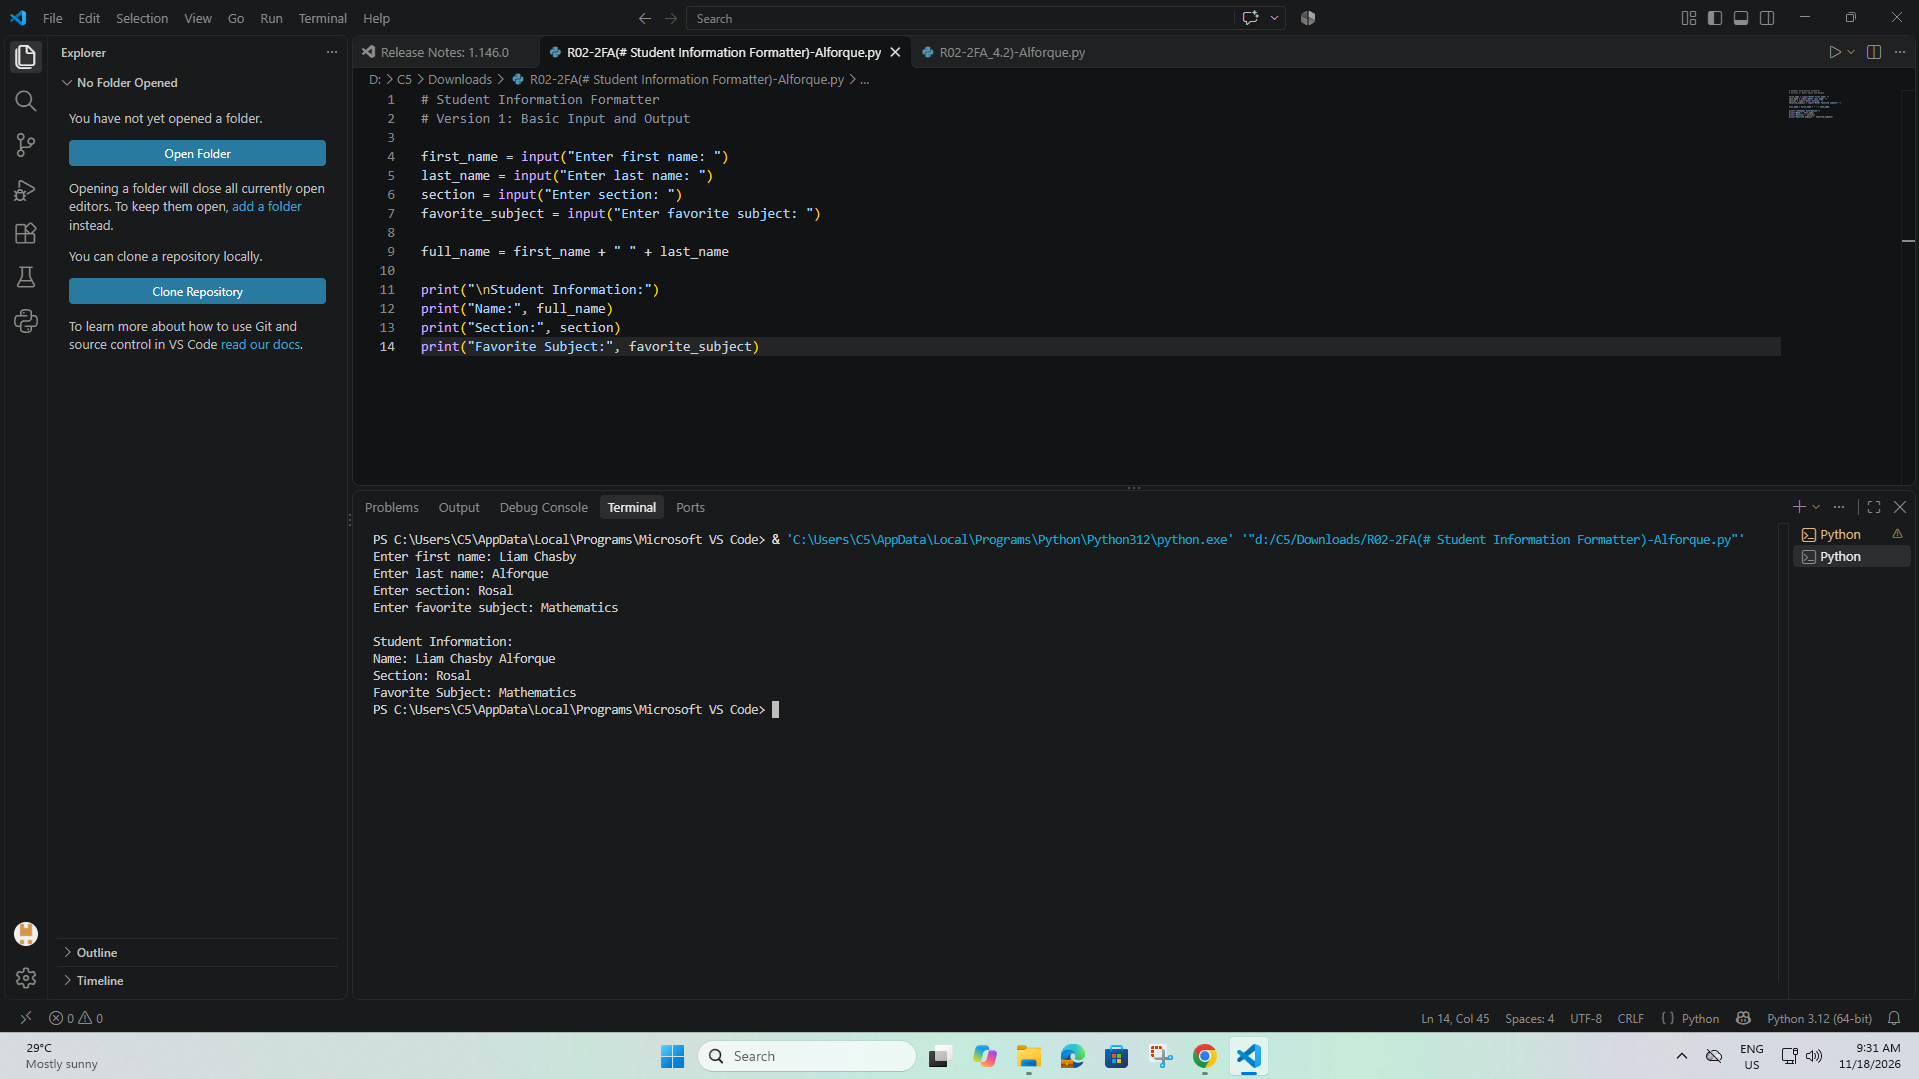 File Edit Selection View Go Run Terminal Help
Search
Explorer
No Folder Opened
You have not yet opened a folder.
Open Folder
Opening a folder will close all currently open
editors. To keep them open, add a folder
instead.
You can clone a repository locally.
Clone Repository
To learn more about how to use Git and
source control in VS Code read our docs.
Outline
Timeline
Release Notes: 1.146.0
R02-2FA(# Student Information Formatter)-Alforque.py
R02-2FA_4.2)-Alforque.py
D: > C5 > Downloads > R02-2FA(# Student Information Formatter)-Alforque.py > ...
1 # Student Information Formatter
2 # Version 1: Basic Input and Output
3
4 first_name = input("Enter first name: ")
5 last_name = input("Enter last name: ")
6 section = input("Enter section: ")
7 favorite_subject = input("Enter favorite subject: ")
8
9 full_name = first_name + " " + last_name
10
11 print("\nStudent Information:")
12 print("Name:", full_name)
13 print("Section:", section)
14 print("Favorite Subject:", favorite_subject)
Problems Output Debug Console Terminal Ports
PS C:\Users\C5\AppData\Local\Programs\Microsoft VS Code> & 'C:\Users\C5\AppData\Local\Programs\Python\Python312\python.exe' '"d:/C5/Downloads/R02-2FA(# Student Information Formatter)-Alforque.py"'
Enter first name: Liam Chasby
Enter last name: Alforque
Enter section: Rosal
Enter favorite subject: Mathematics
Student Information:
Name: Liam Chasby Alforque
Section: Rosal
Favorite Subject: Mathematics
PS C:\Users\C5\AppData\Local\Programs\Microsoft VS Code>
Python
Python
0 0
Ln 14, Col 45 Spaces: 4 UTF-8 CRLF { } Python Python 3.12 (64-bit)
29°C
Mostly sunny
Search
ENG
US
9:31 AM
11/18/2026